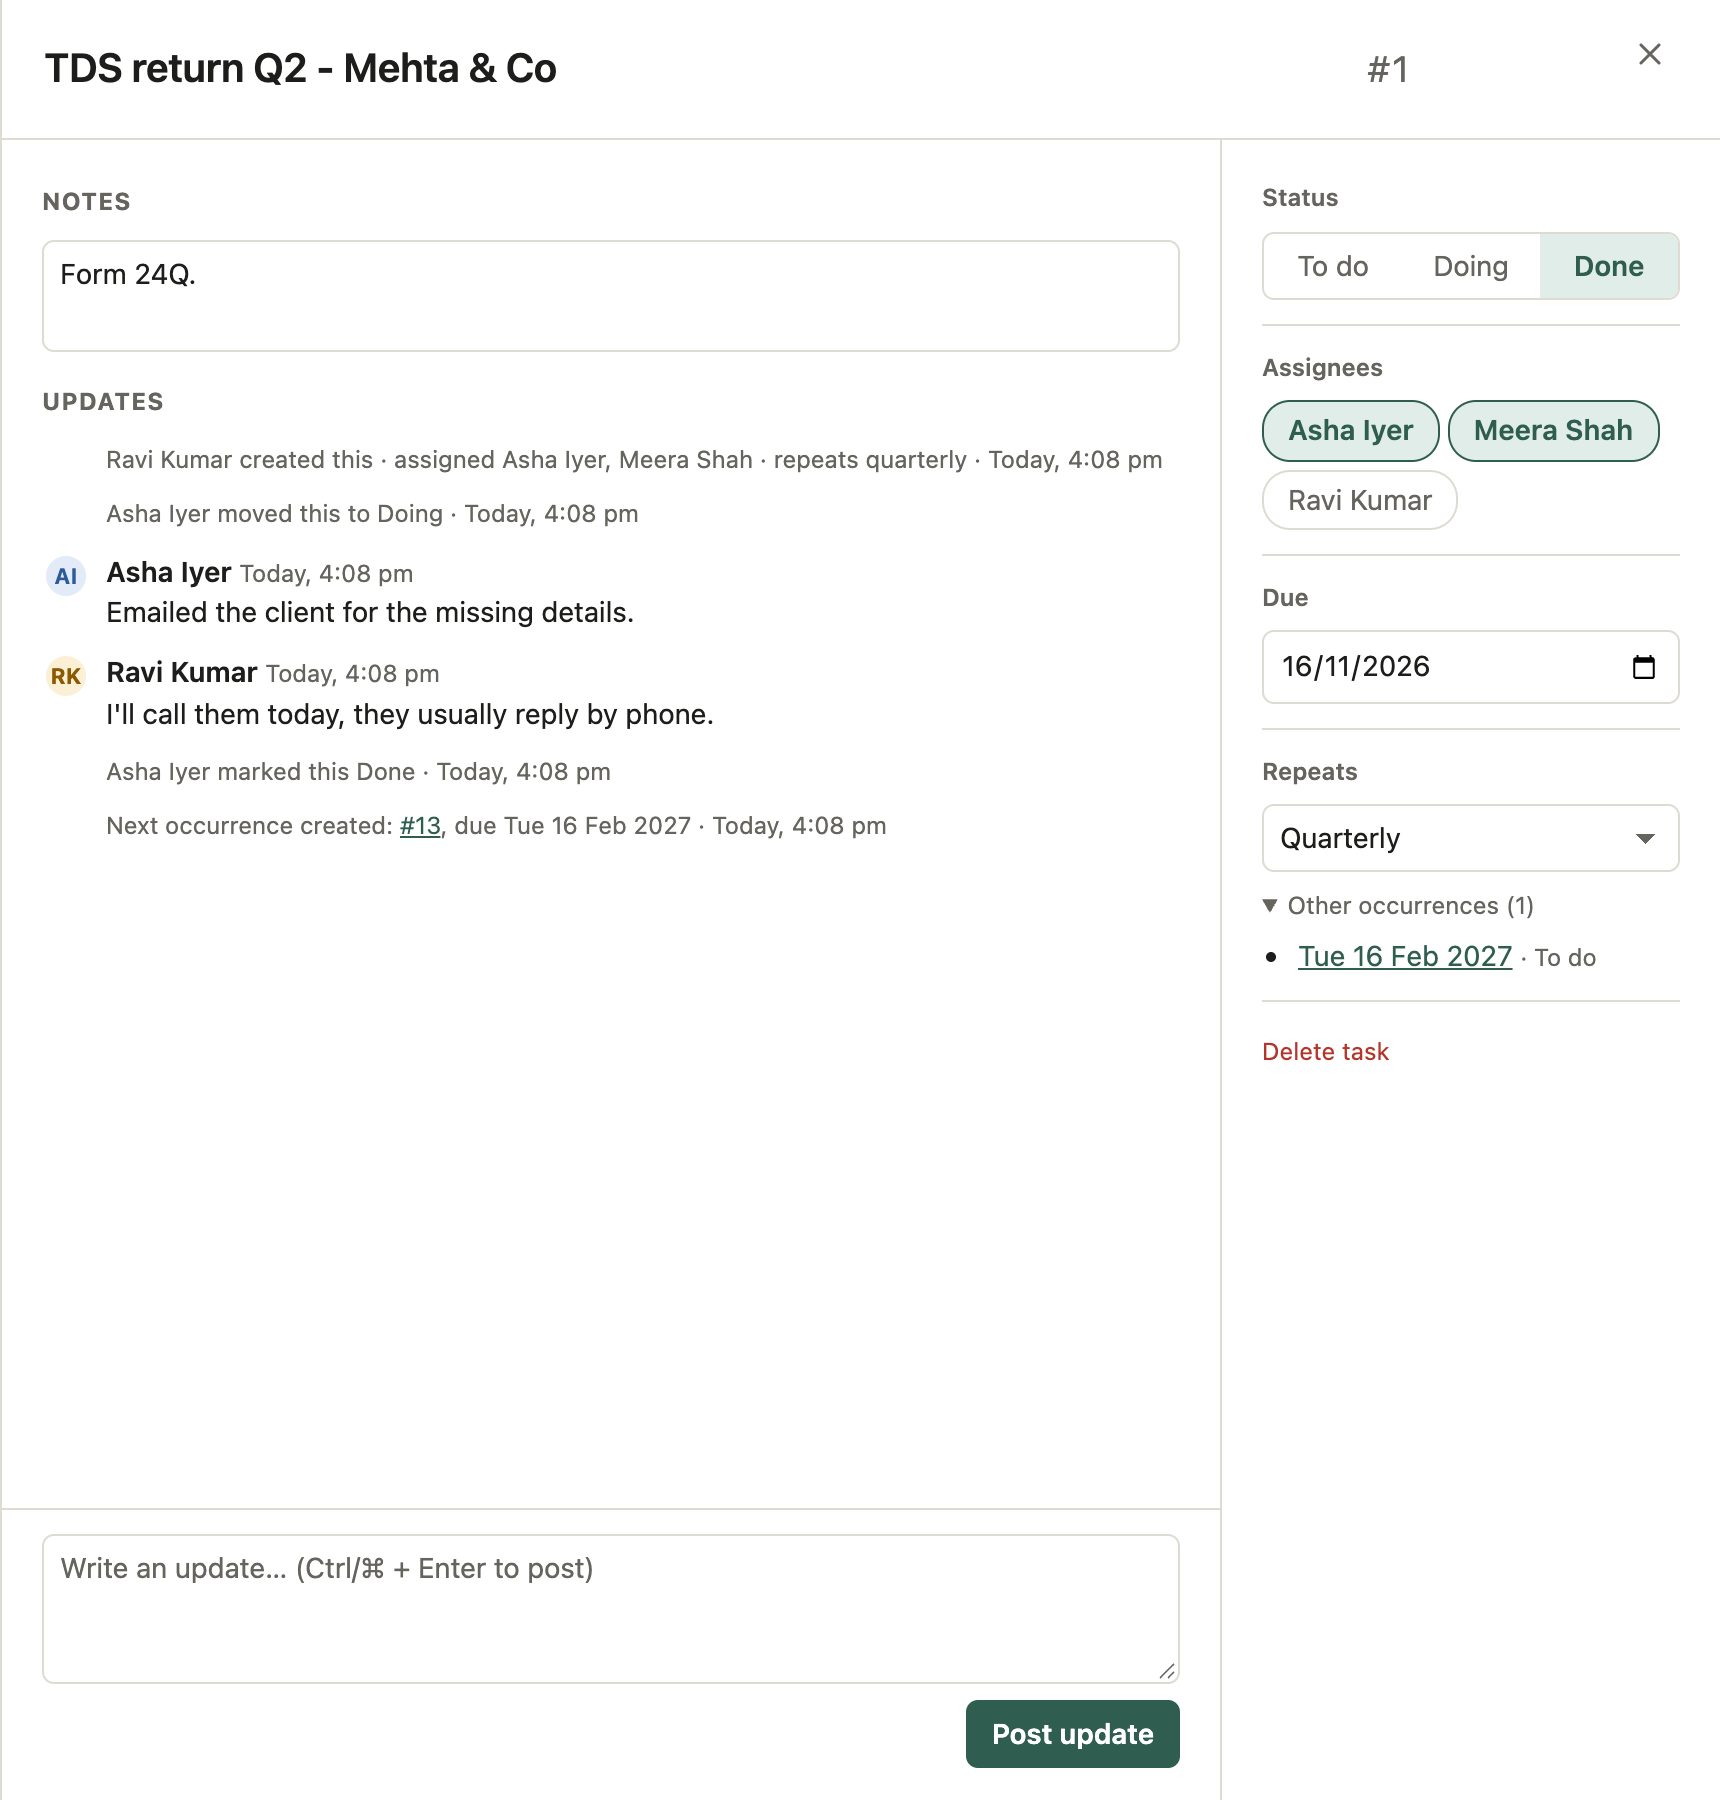 TDS return Q2 - Mehta & Co
#1
NOTES
Form 24Q.
UPDATES
Ravi Kumar created this · assigned Asha Iyer, Meera Shah · repeats quarterly · Today, 4:08 pm
Asha Iyer moved this to Doing · Today, 4:08 pm
AI
Asha Iyer Today, 4:08 pm
Emailed the client for the missing details.
RK
Ravi Kumar Today, 4:08 pm
I'll call them today, they usually reply by phone.
Asha Iyer marked this Done · Today, 4:08 pm
Next occurrence created: #13, due Tue 16 Feb 2027 · Today, 4:08 pm
Write an update... (Ctrl/⌘ + Enter to post)
Post update
Status
To do Doing Done
Assignees
Asha Iyer Meera Shah
Ravi Kumar
Due
16/11/2026
Repeats
Quarterly
Other occurrences (1)
Tue 16 Feb 2027 · To do
Delete task